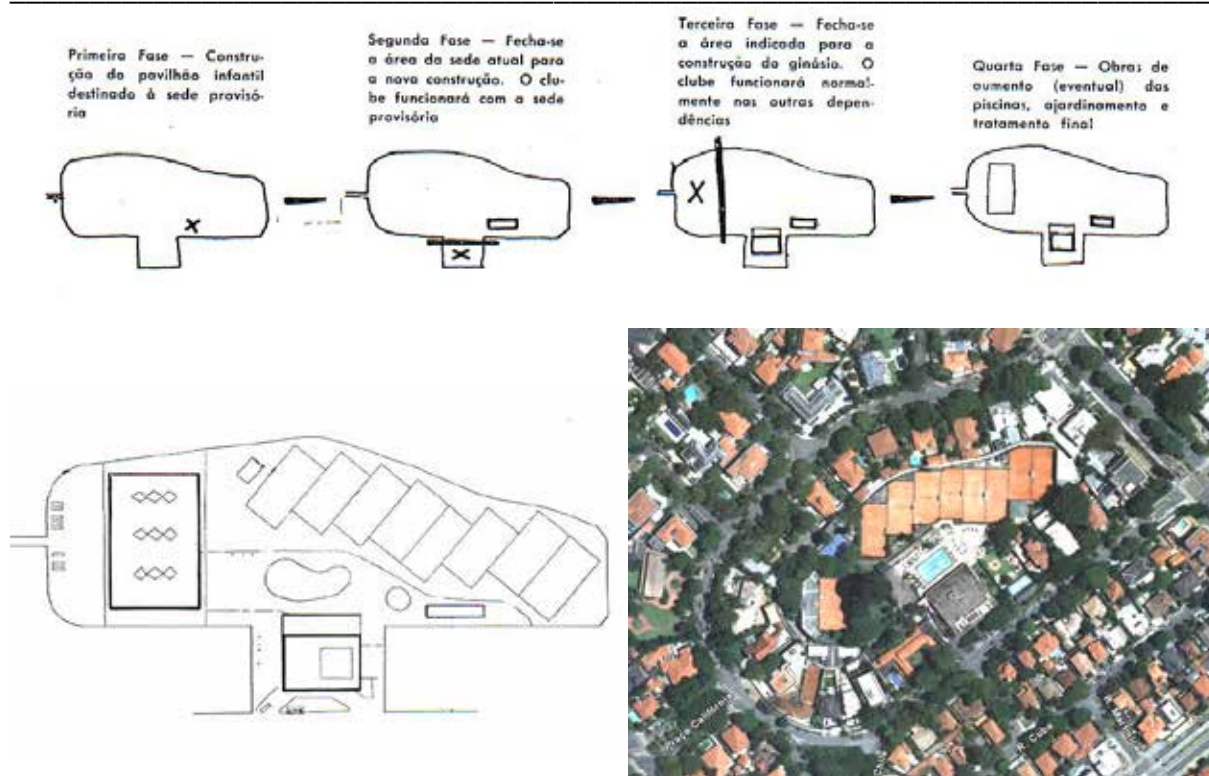 Primeira Fase — Constru-
ção do pavilhão infantil
destinado à sede provisó-
ria
Segunda Fase — Fecha-se
a área da sede atual para
a nova construção. O clu-
be funcionará com a sede
provisória
Terceira Fase — Fecha-se
a área indicada para a
construção do ginásio. O
clube funcionará normal-
mente nas outras depen-
dências
Quarta Fase — Obras de
aumento (eventual) das
piscinas, ajardinamento e
tratamento final
R. Cuba